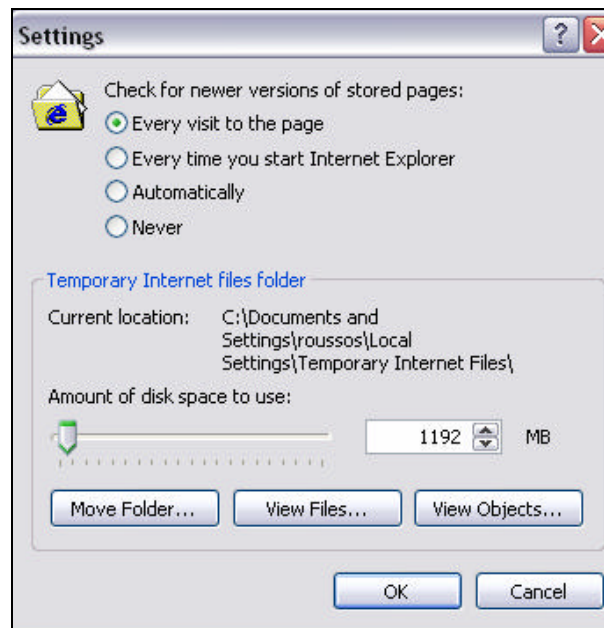 Settings
Check for newer versions of stored pages:
Every visit to the page
Every time you start Internet Explorer
Automatically
Never
Temporary Internet files folder
Current location: C:\Documents and
Settings\roussos\Local
Settings\Temporary Internet Files\
Amount of disk space to use:
1192 MB
Move Folder... View Files... View Objects...
OK Cancel